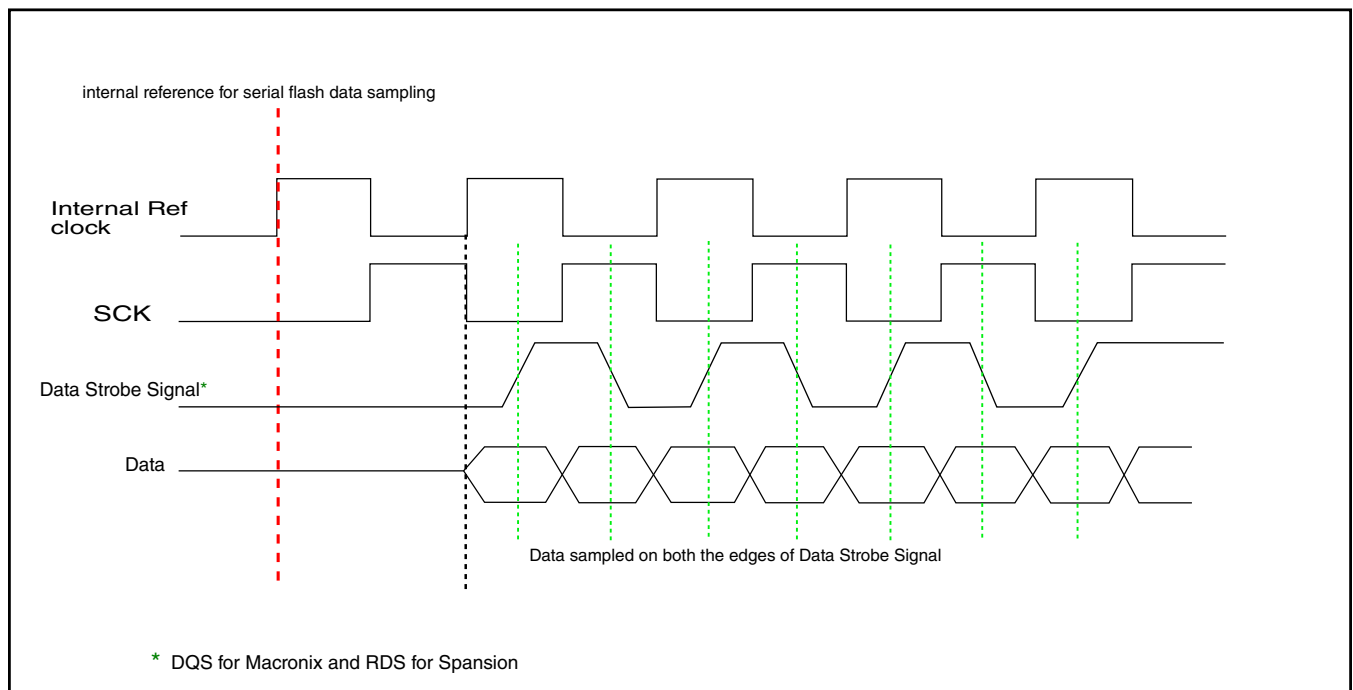 internal reference for serial flash data sampling
Internal Ref
clock
SCK
Data Strobe Signal*
Data
Data sampled on both the edges of Data Strobe Signal
* DQS for Macronix and RDS for Spansion